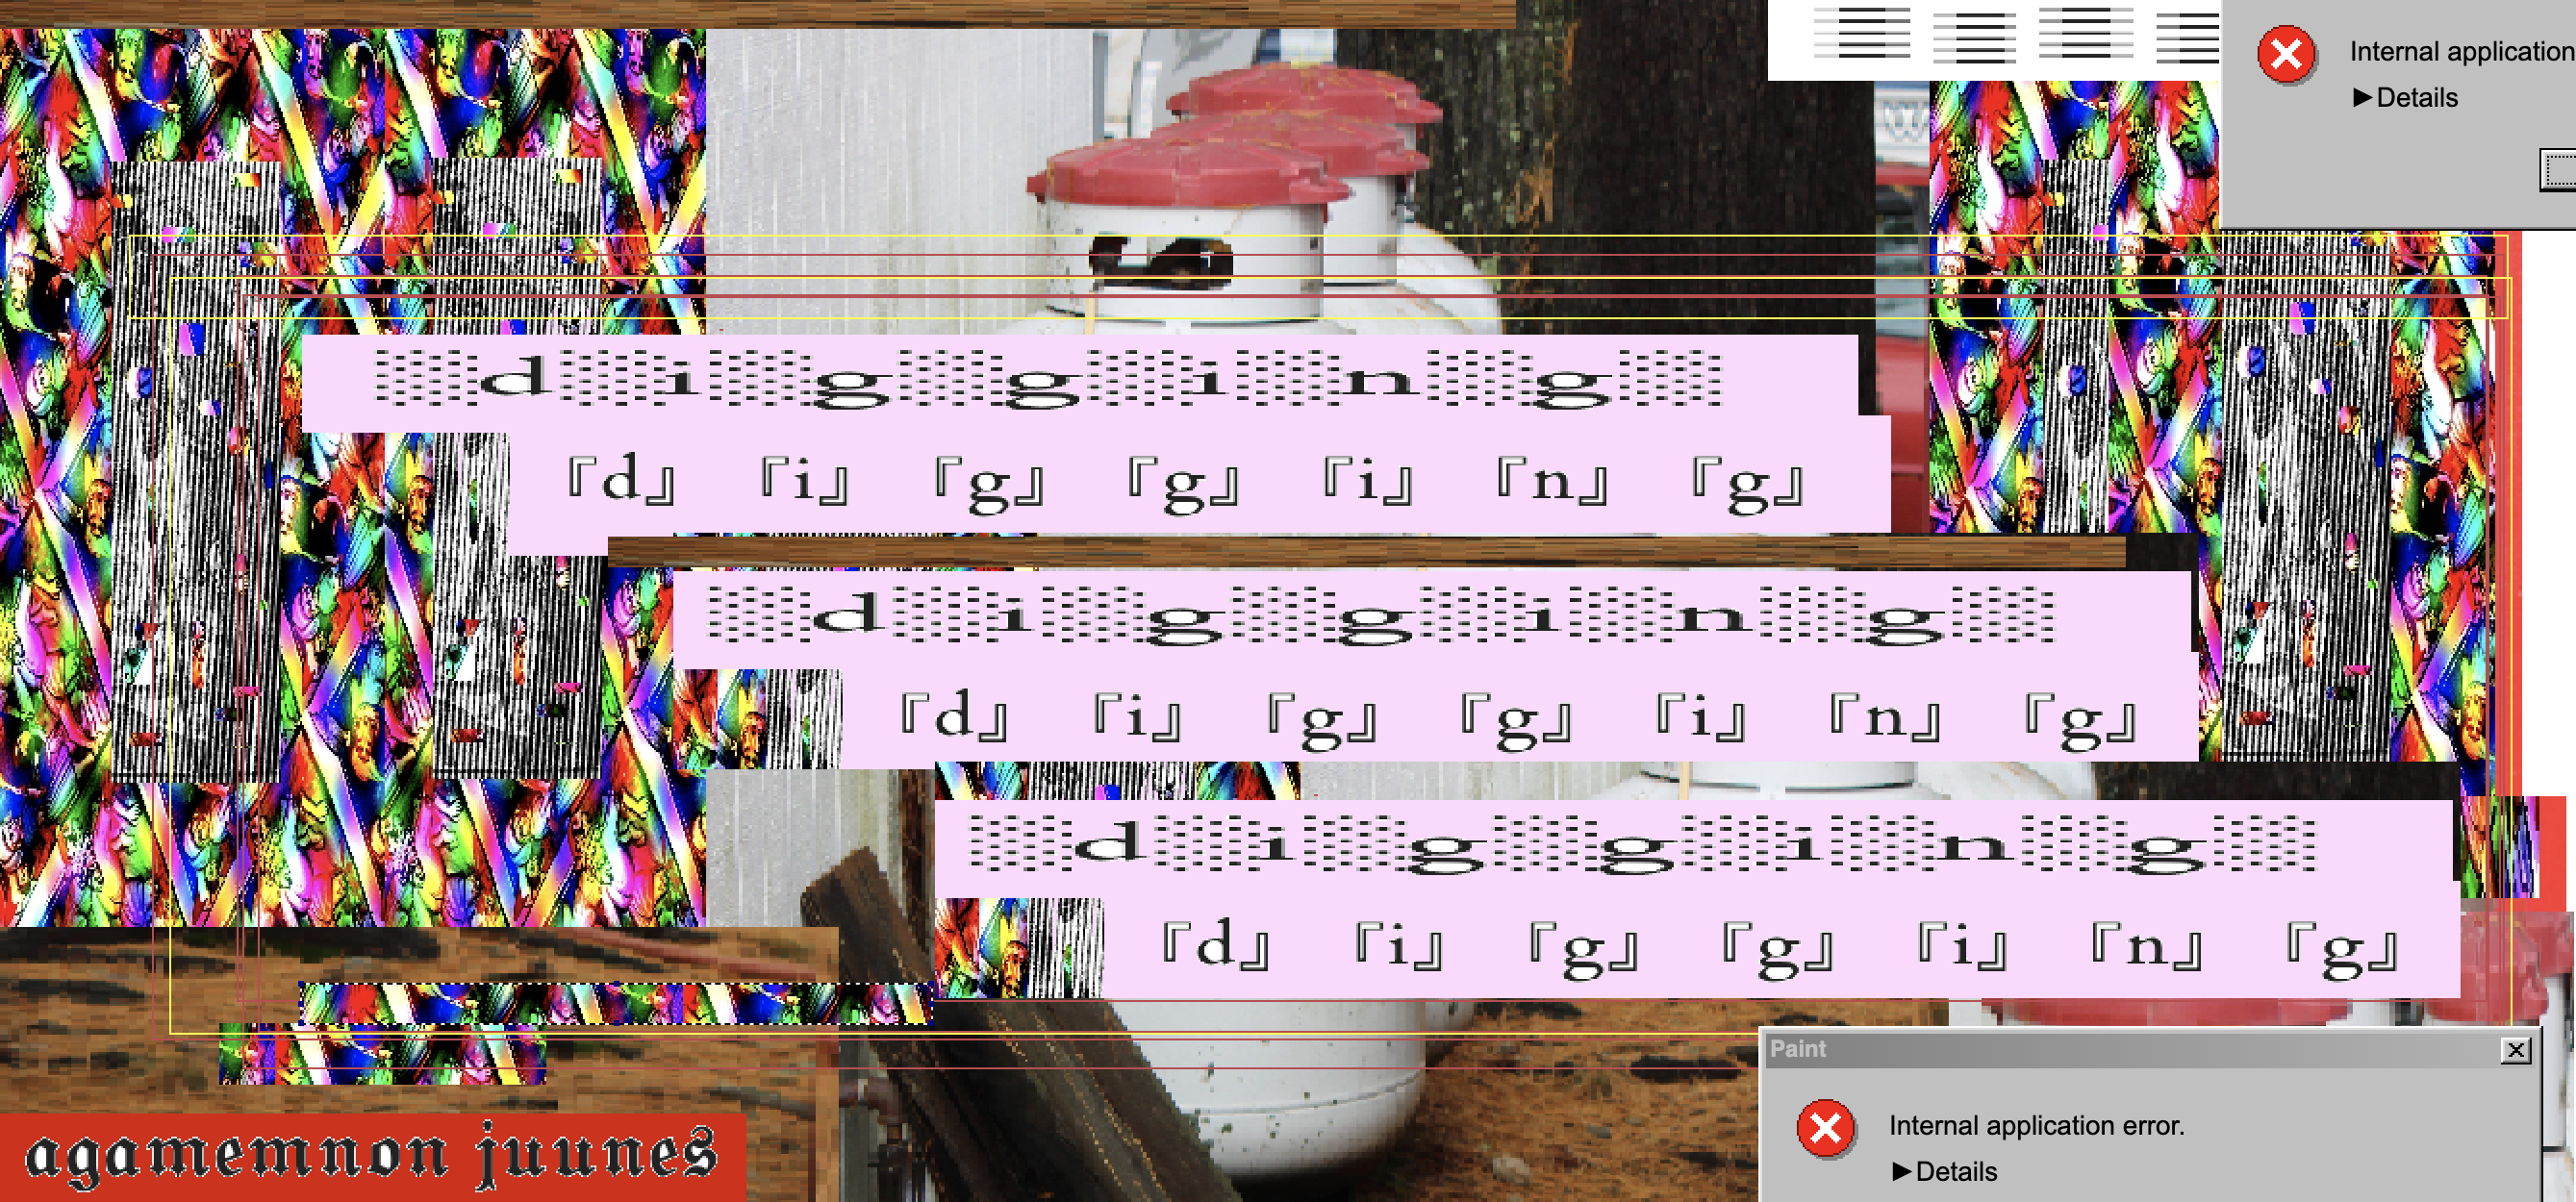 Internal application
▶Details
░d░i░g░g░i░n░g░
『d』 『i』 『g』 『g』 『i』 『n』 『g』
░d░i░g░g░i░n░g░
『d』 『i』 『g』 『g』 『i』 『n』 『g』
░d░i░g░g░i░n░g░
『d』 『i』 『g』 『g』 『i』 『n』 『g』
Paint
Internal application error.
▶Details
agamemnon juunes